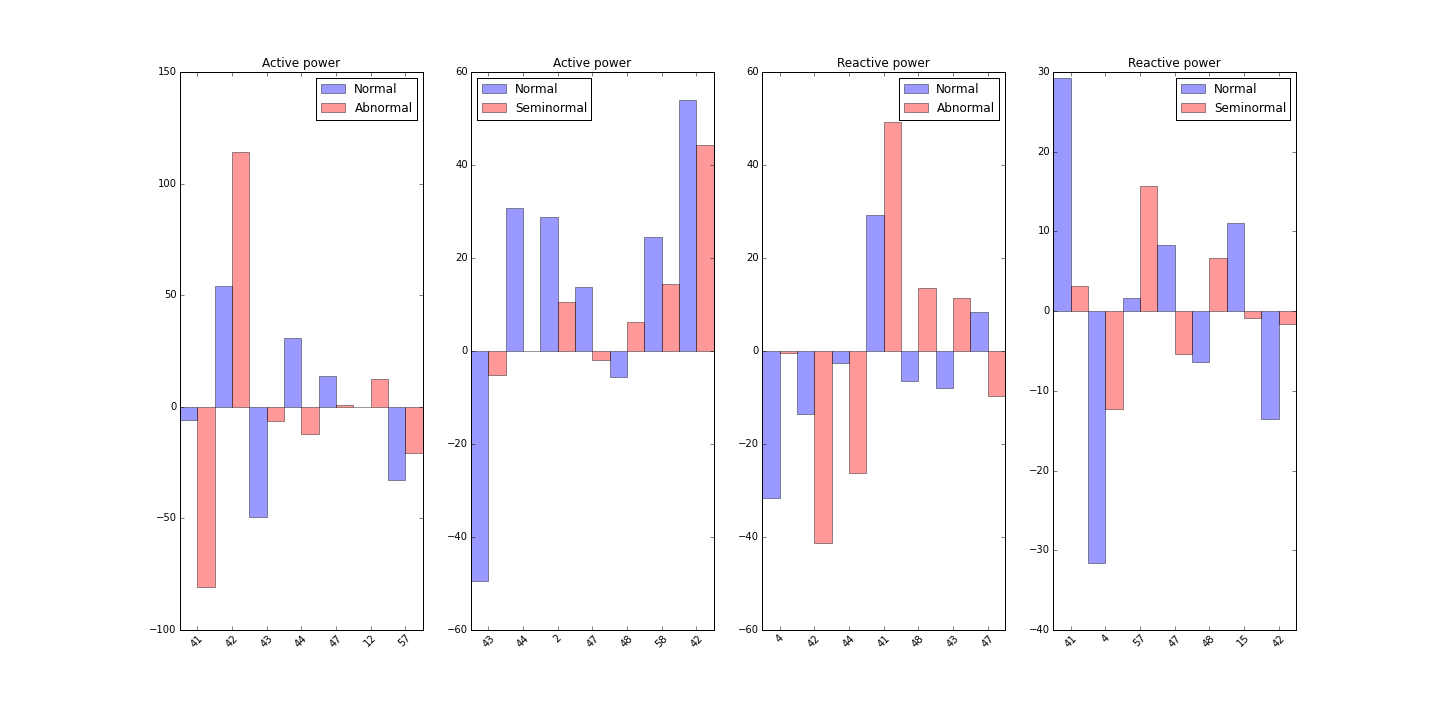 Active power
150
100
50
0
−50
−100
Normal
Abnormal
41 42 43 44 47 12 57
Active power
60
40
20
0
−20
−40
−60
Normal
Seminormal
43 44 2 47 48 58 42
Reactive power
60
40
20
0
−20
−40
−60
Normal
Abnormal
4 42 44 41 48 43 47
Reactive power
30
20
10
0
−10
−20
−30
−40
Normal
Seminormal
41 4 57 47 48 15 42